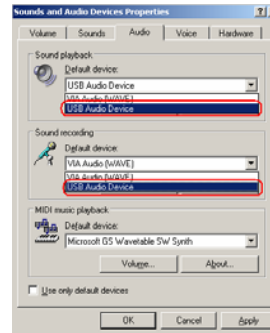 Sounds and Audio Devices Properties
Volume Sounds Audio Voice Hardware
Sound playback
Default device:
USB Audio Device
VIA Audio (WAVE)
USB Audio Device
Sound recording
Default device:
VIA Audio (WAVE)
VIA Audio (WAVE)
USB Audio Device
MIDI music playback
Default device:
Microsoft GS Wavetable SW Synth
Volume... About...
Use only default devices
OK Cancel Apply